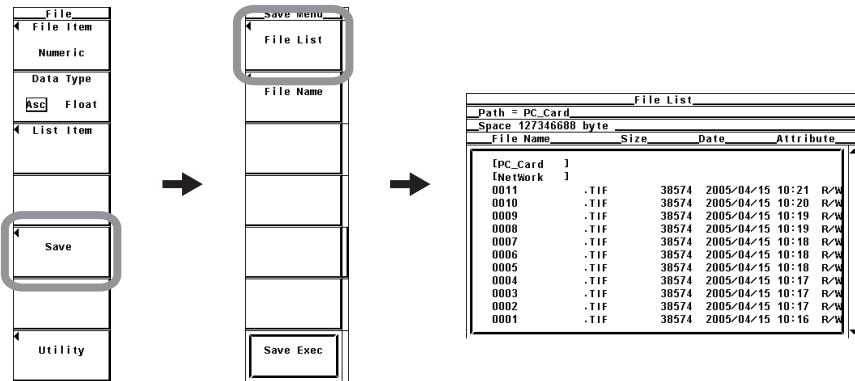 File
File Item
Numeric
Data Type
Asc Float
List Item
Save
Utility
Save Menu
File List
File Name
Save Exec
File List
Path = PC_Card
Space 127346688 byte
File Name Size Date Attribute
[PC_Card ]
[NetWork ]
0011 .TIF 38574 2005/04/15 10:21 R/W
0010 .TIF 38574 2005/04/15 10:20 R/W
0009 .TIF 38574 2005/04/15 10:19 R/W
0008 .TIF 38574 2005/04/15 10:19 R/W
0007 .TIF 38574 2005/04/15 10:18 R/W
0006 .TIF 38574 2005/04/15 10:18 R/W
0005 .TIF 38574 2005/04/15 10:18 R/W
0004 .TIF 38574 2005/04/15 10:17 R/W
0003 .TIF 38574 2005/04/15 10:17 R/W
0002 .TIF 38574 2005/04/15 10:17 R/W
0001 .TIF 38574 2005/04/15 10:16 R/W